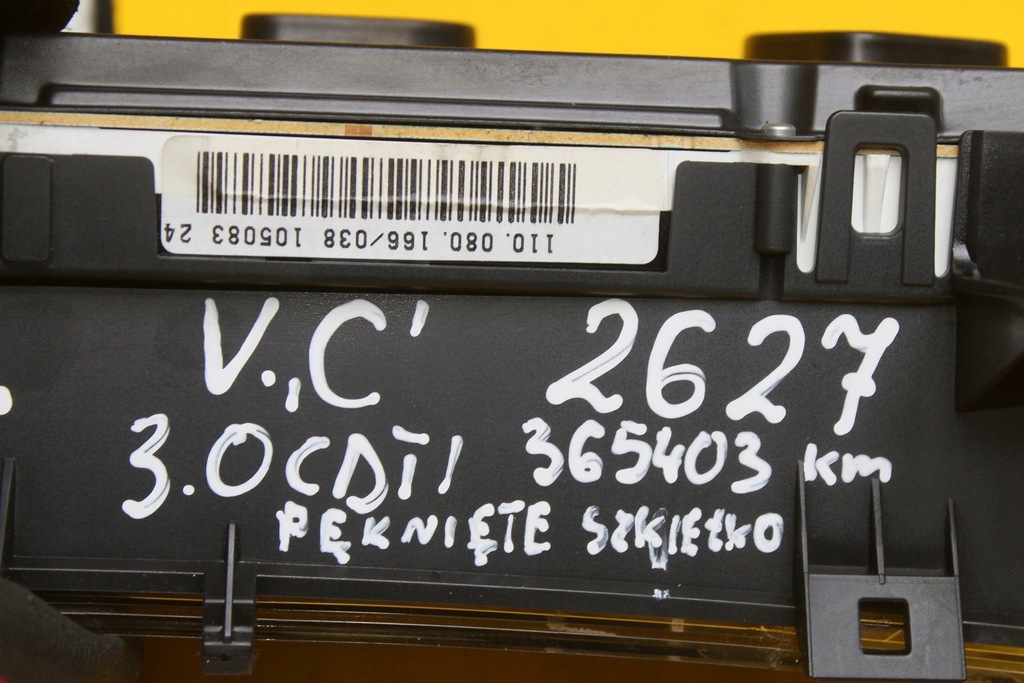 110. 080. 166/038 105083 24
V.,C' 2627
3.0CDTI 365403 km
PĘKNIĘTE SZKIEŁKO